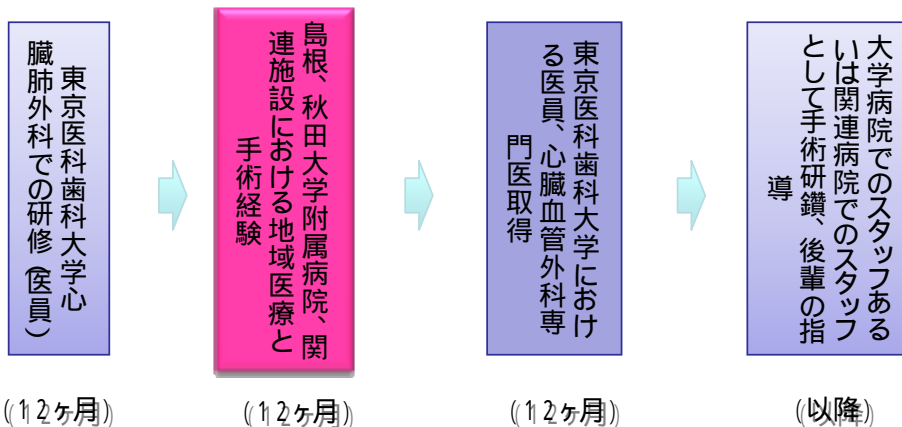 東京医科歯科大学心
臓肺外科での研修（医員）
(12ヶ月)
島根、秋田大学附属病院、関
連施設における地域医療と
手術経験
(12ヶ月)
東京医科歯科大学におけ
る医員、心臓血管外科専
門医取得
(12ヶ月)
大学病院でのスタッフある
いは関連病院でのスタッフ
として手術研鑽、後輩の指
導
(以降)